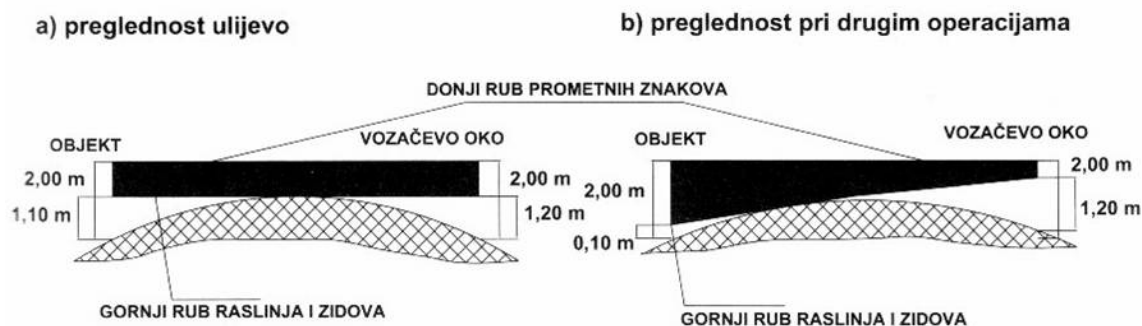 a) preglednost ulijevo
b) preglednost pri drugim operacijama
DONJI RUB PROMETNIH ZNAKOVA
OBJEKT
VOZAČEVO OKO
2,00 m
1,10 m
2,00 m
1,20 m
GORNJI RUB RASLINJA I ZIDOVA
OBJEKT
VOZAČEVO OKO
2,00 m
0,10 m
2,00 m
1,20 m
GORNJI RUB RASLINJA I ZIDOVA